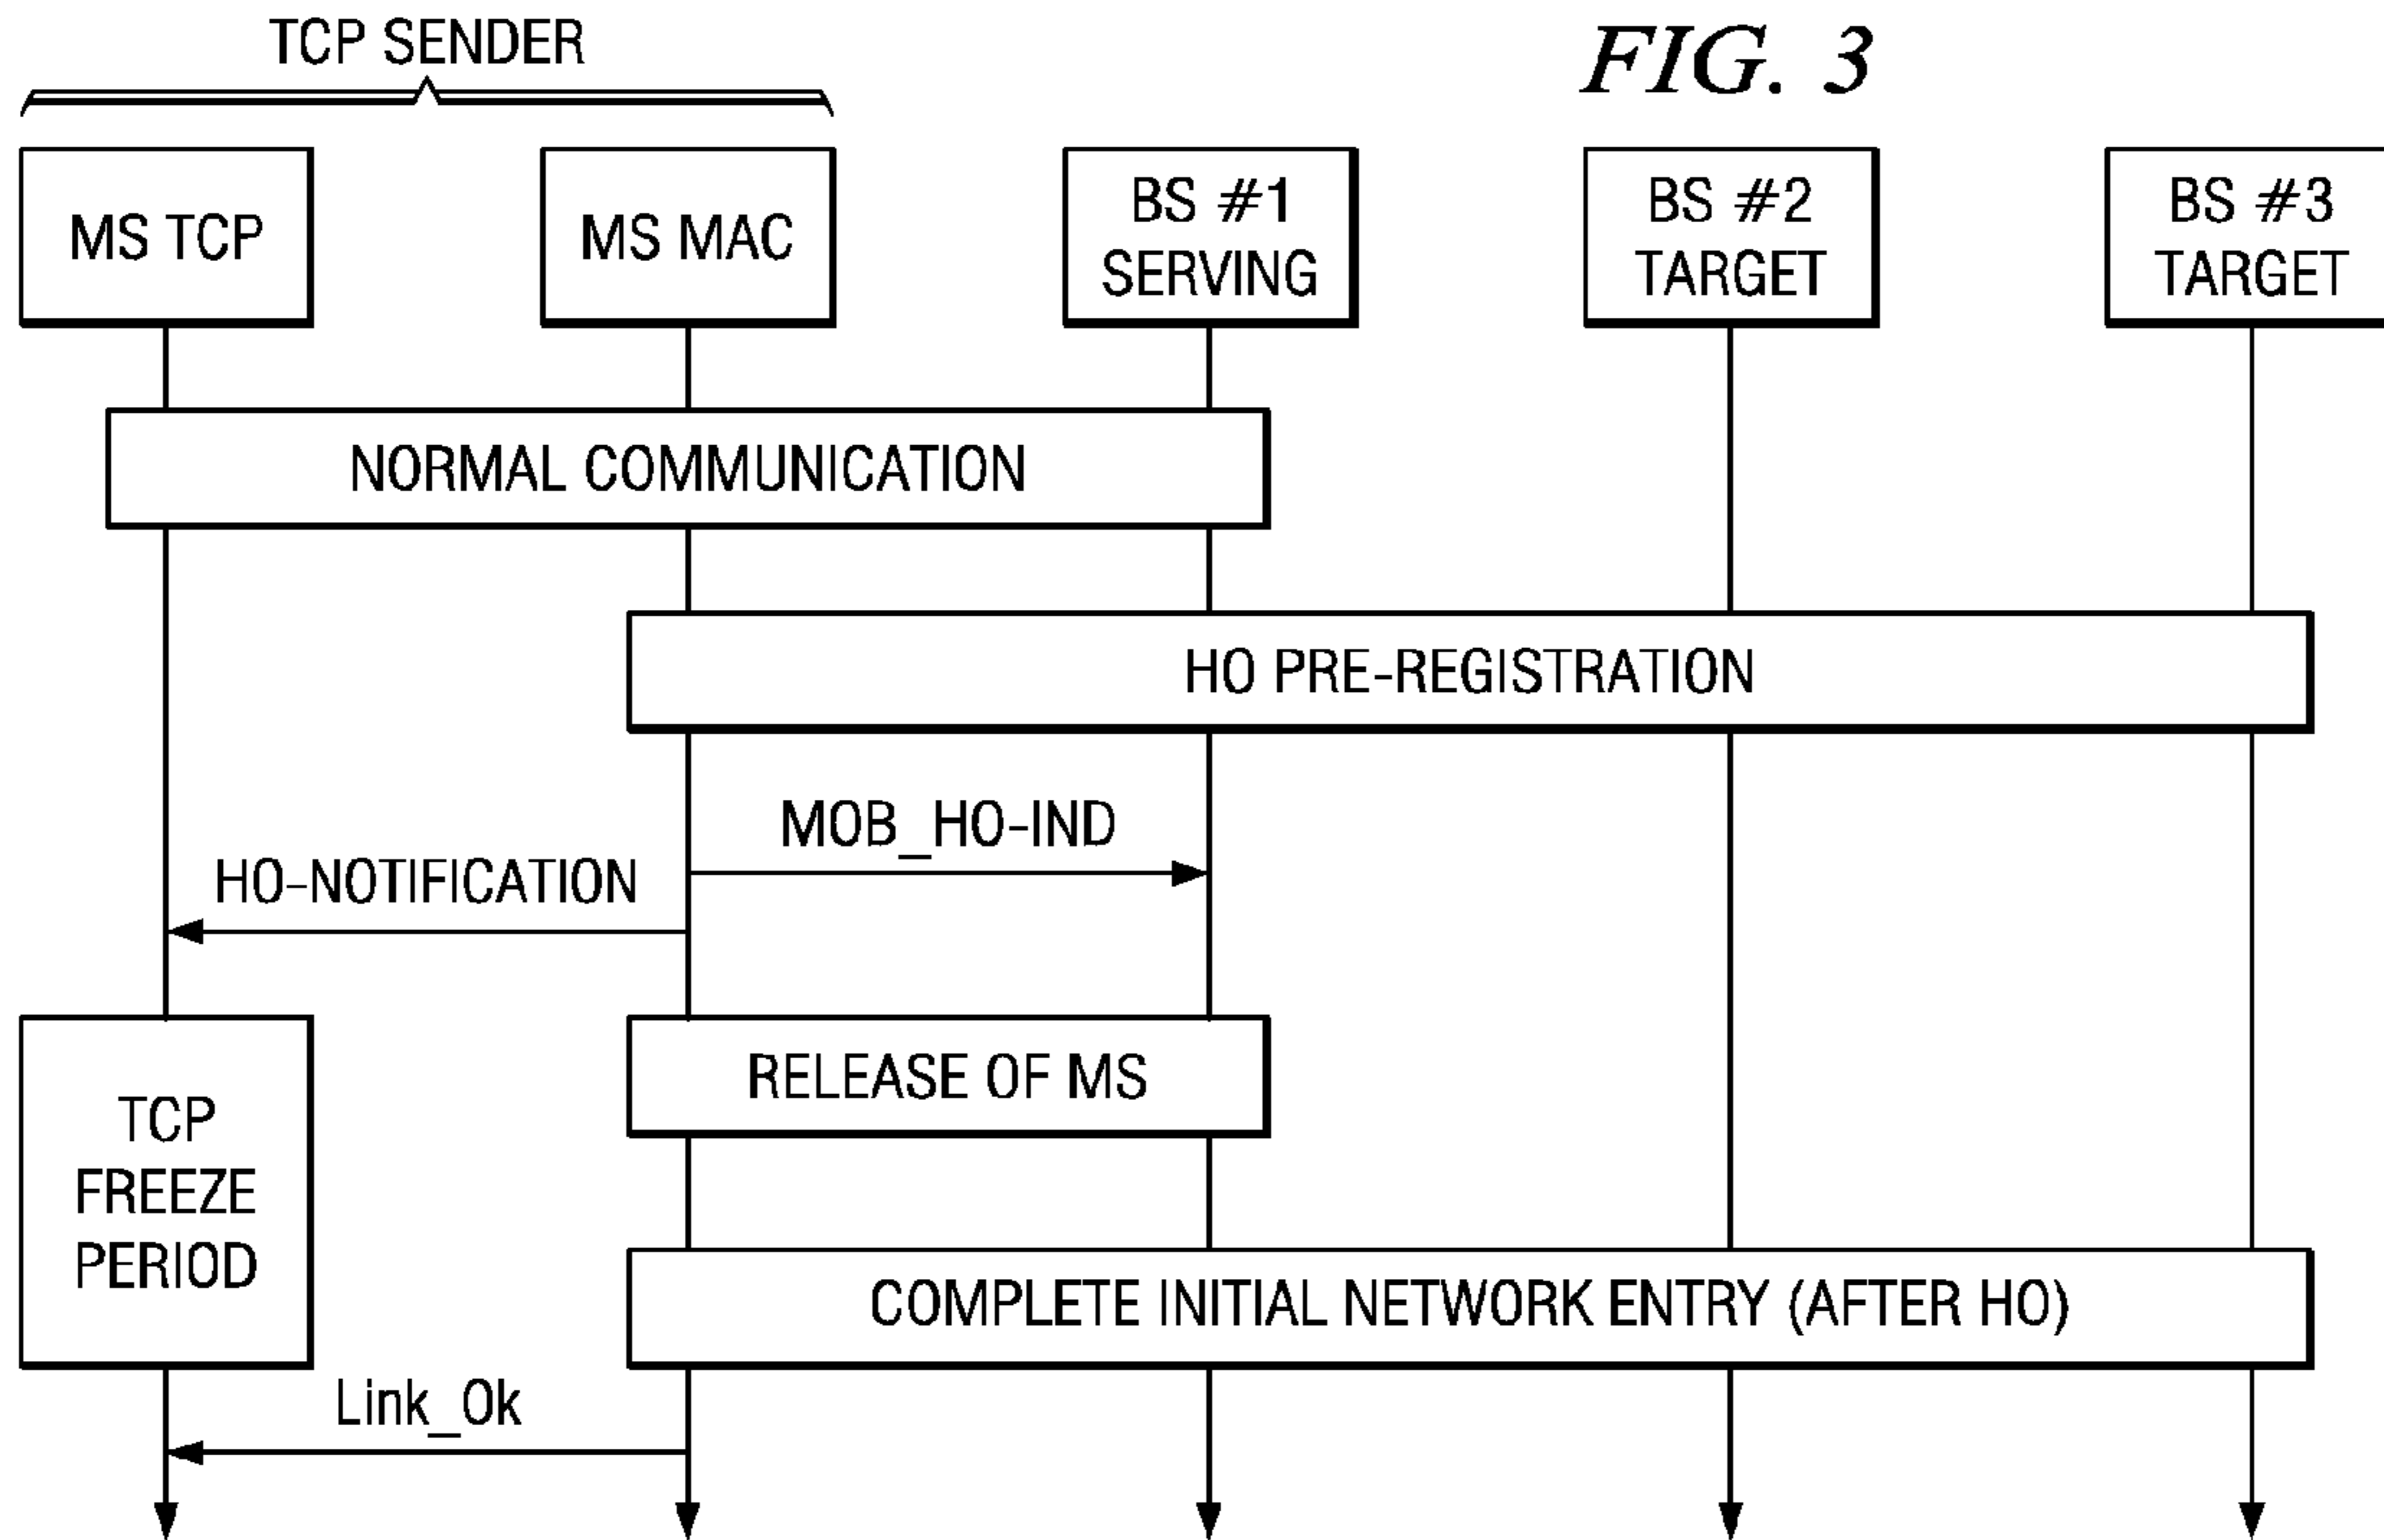 TCP SENDER
FIG. 3
MS TCP
MS MAC
BS #1
SERVING
BS #2
TARGET
BS #3
TARGET
NORMAL COMMUNICATION
HO PRE-REGISTRATION
MOB_HO-IND
HO-NOTIFICATION
TCP
FREEZE
PERIOD
RELEASE OF MS
COMPLETE INITIAL NETWORK ENTRY (AFTER HO)
Link_Ok